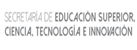 SECRETARÍA DE EDUCACIÓN SUPERIOR,
CIENCIA, TECNOLOGÍA E INNOVACIÓN.